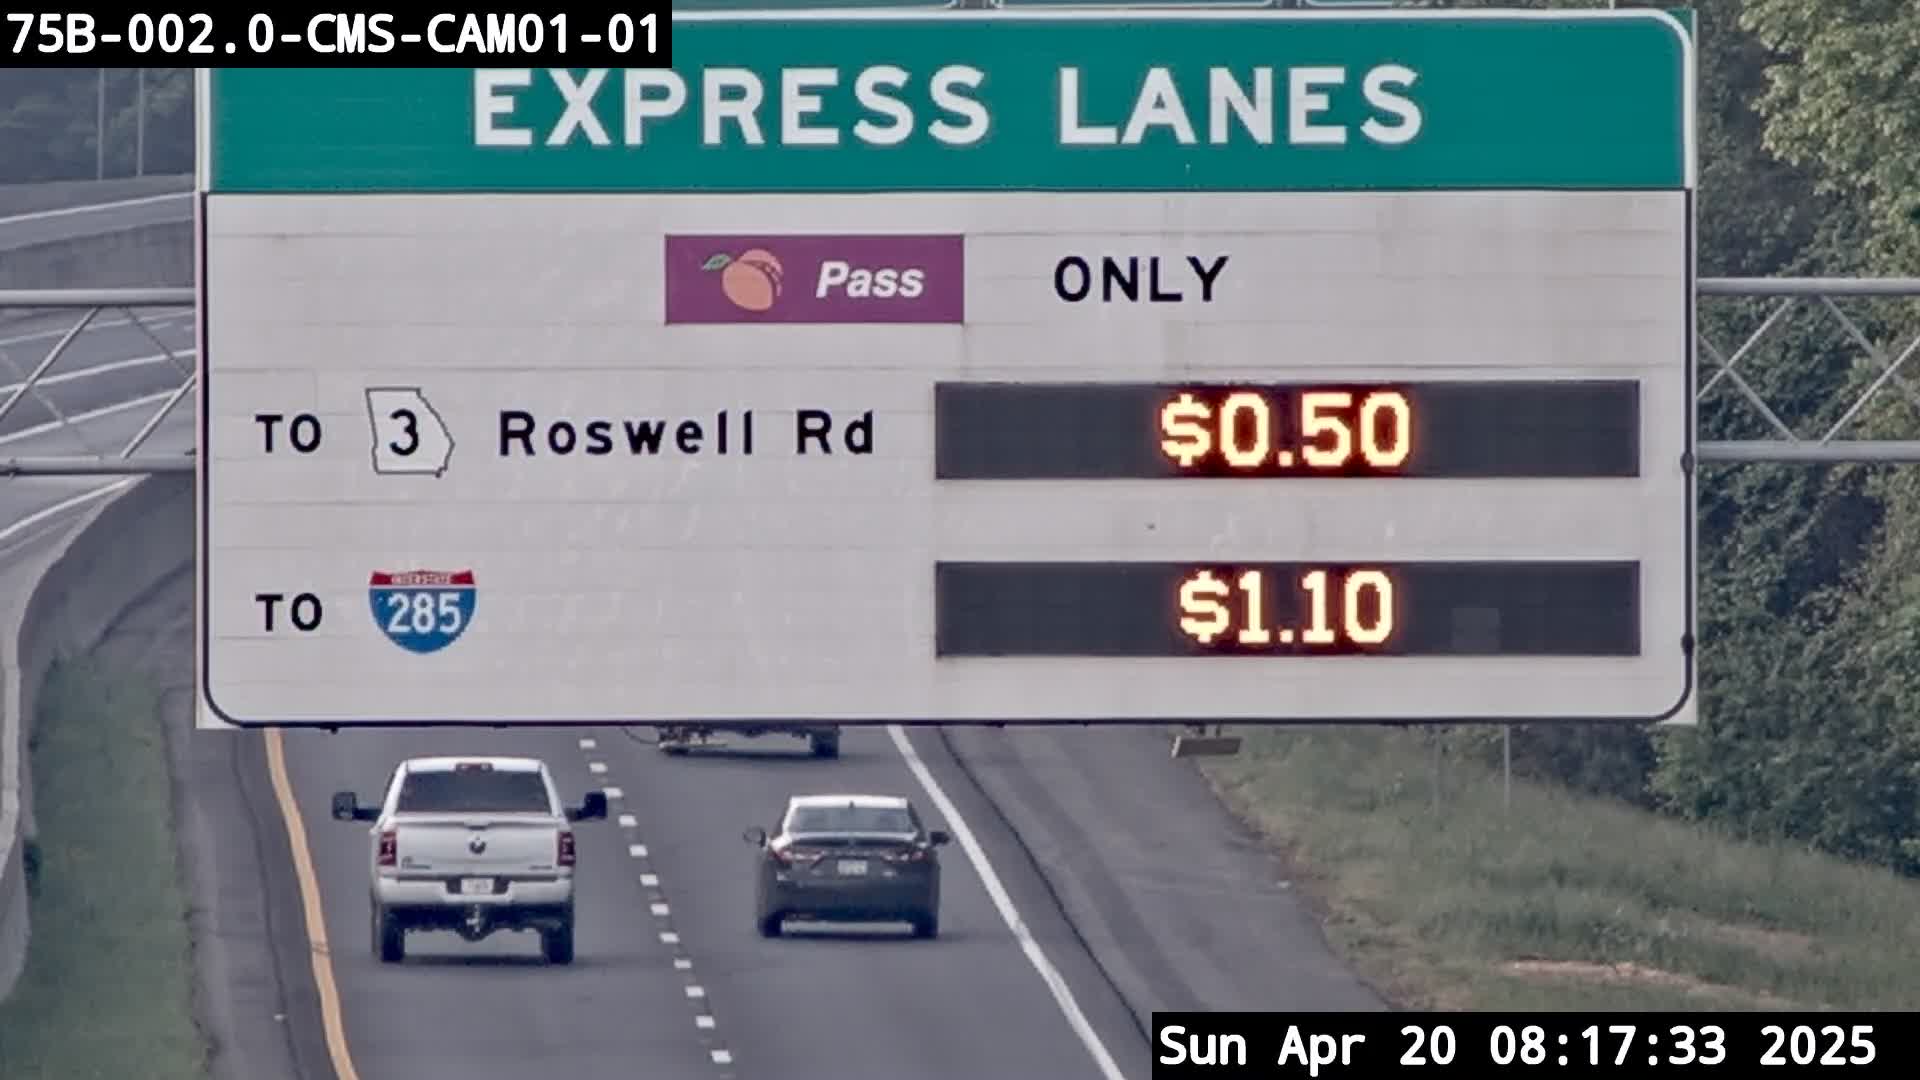 75B-002.0-CMS-CAM01-01
EXPRESS LANES
Pass ONLY
TO 3 Roswell Rd $0.50
TO INTERSTATE 285 $1.10
Sun Apr 20 08:17:33 2025